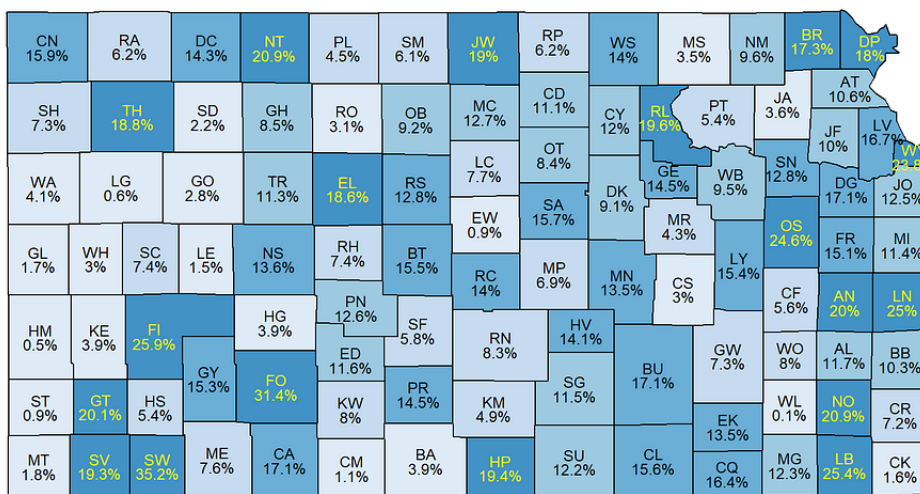 CN
15.9%
RA
6.2%
DC
14.3%
NT
20.9%
PL
4.5%
SM
6.1%
JW
19%
RP
6.2%
WS
14%
MS
3.5%
NM
9.6%
BR
17.3%
DP
18%
SH
7.3%
TH
18.8%
SD
2.2%
GH
8.5%
RO
3.1%
OB
9.2%
MC
12.7%
CD
11.1%
CY
12%
RL
19.6%
PT
5.4%
JA
3.6%
AT
10.6%
JF
10%
LV
16.7%
WA
4.1%
LG
0.6%
GO
2.8%
TR
11.3%
EL
18.6%
RS
12.8%
LC
7.7%
OT
8.4%
DK
9.1%
GE
14.5%
WB
9.5%
SN
12.8%
DG
17.1%
JO
12.5%
EW
0.9%
SA
15.7%
MR
4.3%
OS
24.6%
GL
1.7%
WH
3%
SC
7.4%
LE
1.5%
NS
13.6%
RH
7.4%
BT
15.5%
RC
14%
MP
6.9%
MN
13.5%
CS
3%
LY
15.4%
FR
15.1%
MI
11.4%
HM
0.5%
KE
3.9%
FI
25.9%
HG
3.9%
PN
12.6%
SF
5.8%
RN
8.3%
HV
14.1%
CF
5.6%
AN
20%
LN
25%
GY
15.3%
FO
31.4%
ED
11.6%
SG
11.5%
BU
17.1%
GW
7.3%
WO
8%
AL
11.7%
BB
10.3%
ST
0.9%
GT
20.1%
HS
5.4%
KW
8%
PR
14.5%
KM
4.9%
EK
13.5%
WL
0.1%
NO
20.9%
CR
7.2%
MT
1.8%
SV
19.3%
SW
35.2%
ME
7.6%
CA
17.1%
CM
1.1%
BA
3.9%
HP
19.4%
SU
12.2%
CL
15.6%
CQ
16.4%
MG
12.3%
LB
25.4%
CK
1.6%